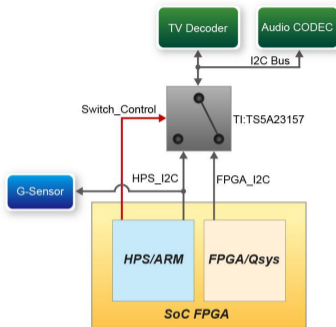 TV Decoder
Audio CODEC
I2C Bus
Switch_Control
TI:TS5A23157
HPS_I2C
FPGA_I2C
G-Sensor
HPS/ARM
FPGA/Qsys
SoC FPGA